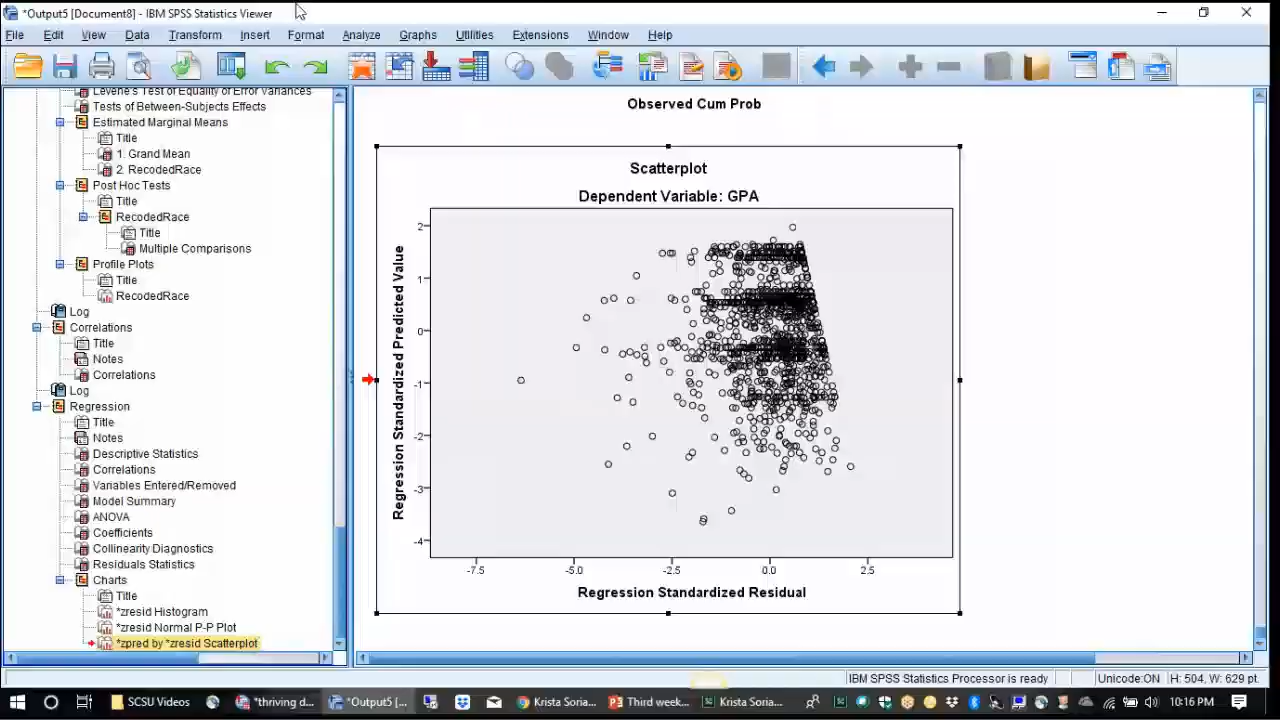 *Output5 [Document8] - IBM SPSS Statistics Viewer
File Edit View Data Transform Insert Format Analyze Graphs Utilities Extensions Window Help
Levene's Test of Equality of Error Variances
Tests of Between-Subjects Effects
Estimated Marginal Means
Title
1. Grand Mean
2. RecodedRace
Post Hoc Tests
Title
RecodedRace
Title
Multiple Comparisons
Profile Plots
Title
RecodedRace
Log
Correlations
Title
Notes
Correlations
Log
Regression
Title
Notes
Descriptive Statistics
Correlations
Variables Entered/Removed
Model Summary
ANOVA
Coefficients
Collinearity Diagnostics
Residuals Statistics
Charts
Title
*zresid Histogram
*zresid Normal P-P Plot
*zpred by *zresid Scatterplot
Observed Cum Prob
Scatterplot
Dependent Variable: GPA
Regression Standardized Predicted Value
2
1
0
-1
-2
-3
-4
-7.5 -5.0 -2.5 0.0 2.5
Regression Standardized Residual
IBM SPSS Statistics Processor is ready Unicode:ON H: 504, W: 629 pt.
SCSU Videos *thriving d... *Output5 [... Krista Soria... Third week... Krista Soria... 10:16 PM